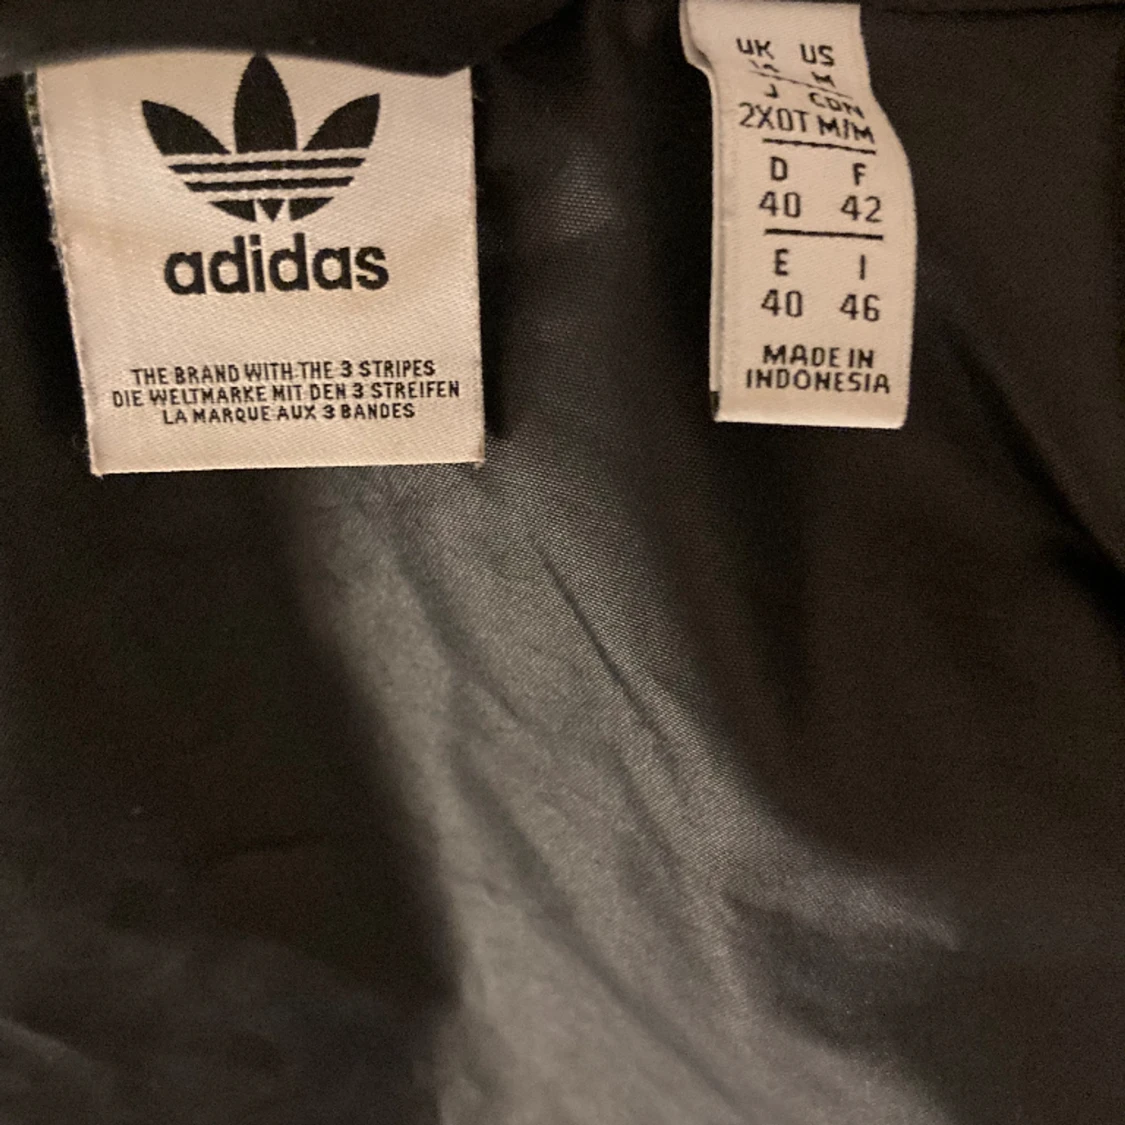 adidas
THE BRAND WITH THE 3 STRIPES
DIE WELTMARKE MIT DEN 3 STREIFEN
LA MARQUE AUX 3 BANDES
UK US
M
J CDN
2XOT M/M
D F
40 42
E I
40 46
MADE IN
INDONESIA